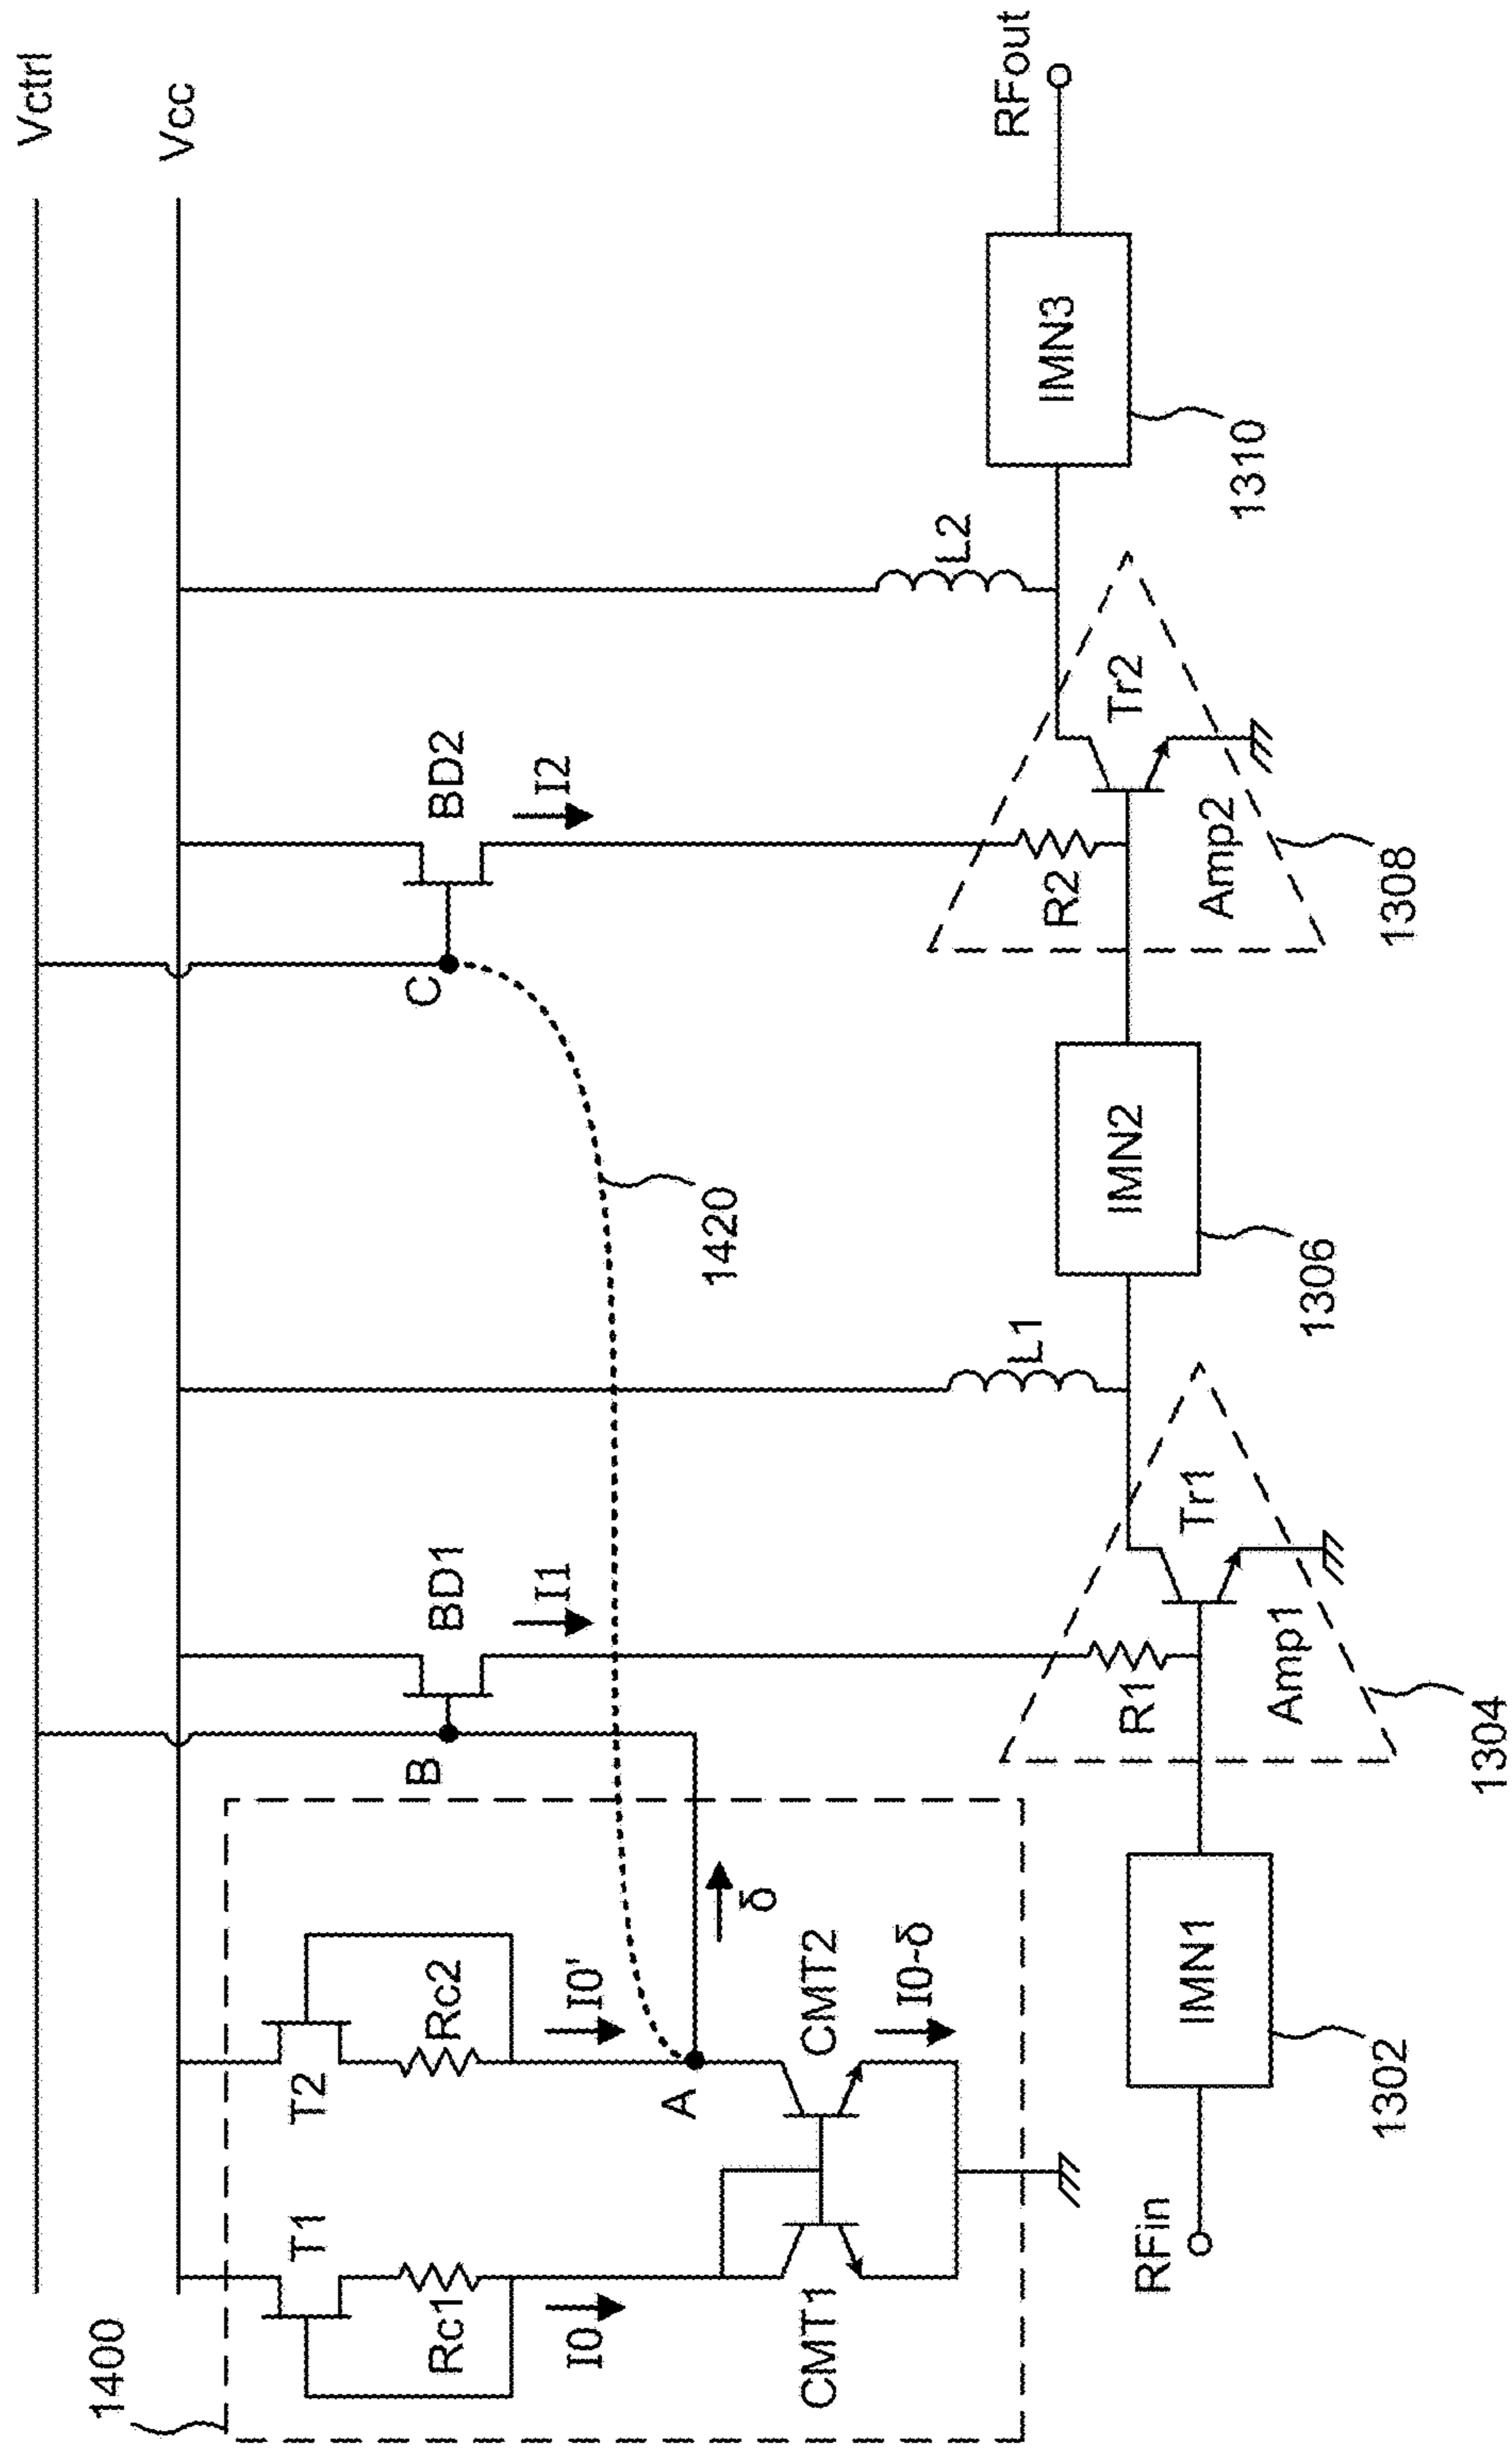 Vctrl
Vcc
1400
T1
T2
Rc1
Rc2
I0
I0'
A
δ
CMT1
CMT2
I0-δ
B
BD1
I1
C
BD2
I2
1420
L1
L2
RFin
IMN1
1302
R1
Tr1
Amp1
1304
IMN2
1306
R2
Tr2
Amp2
1308
IMN3
1310
RFout